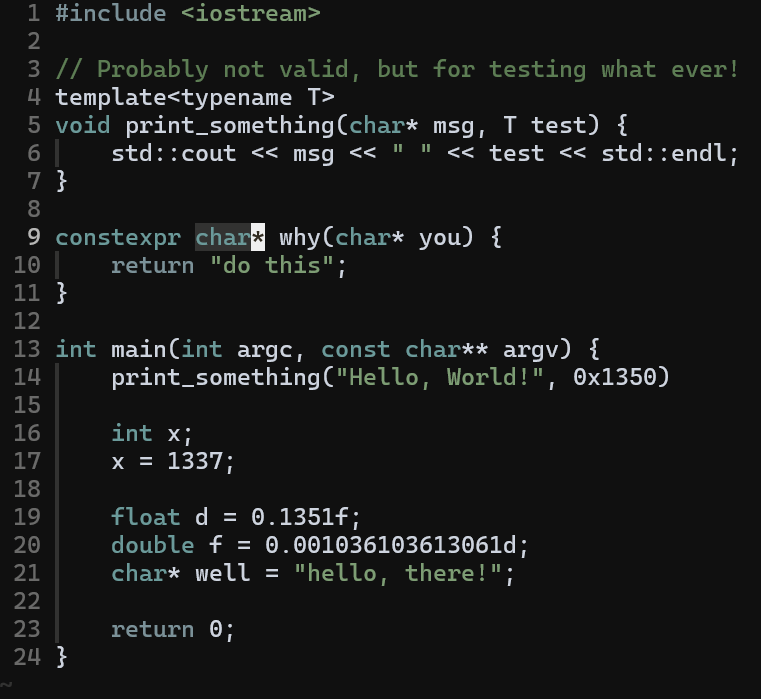 1 #include <iostream>
2
3 // Probably not valid, but for testing what ever!
4 template<typename T>
5 void print_something(char* msg, T test) {
6     std::cout << msg << " " << test << std::endl;
7 }
8
9 constexpr char* why(char* you) {
10     return "do this";
11 }
12
13 int main(int argc, const char** argv) {
14     print_something("Hello, World!", 0x1350)
15
16     int x;
17     x = 1337;
18
19     float d = 0.1351f;
20     double f = 0.001036103613061d;
21     char* well = "hello, there!";
22
23     return 0;
24 }
~